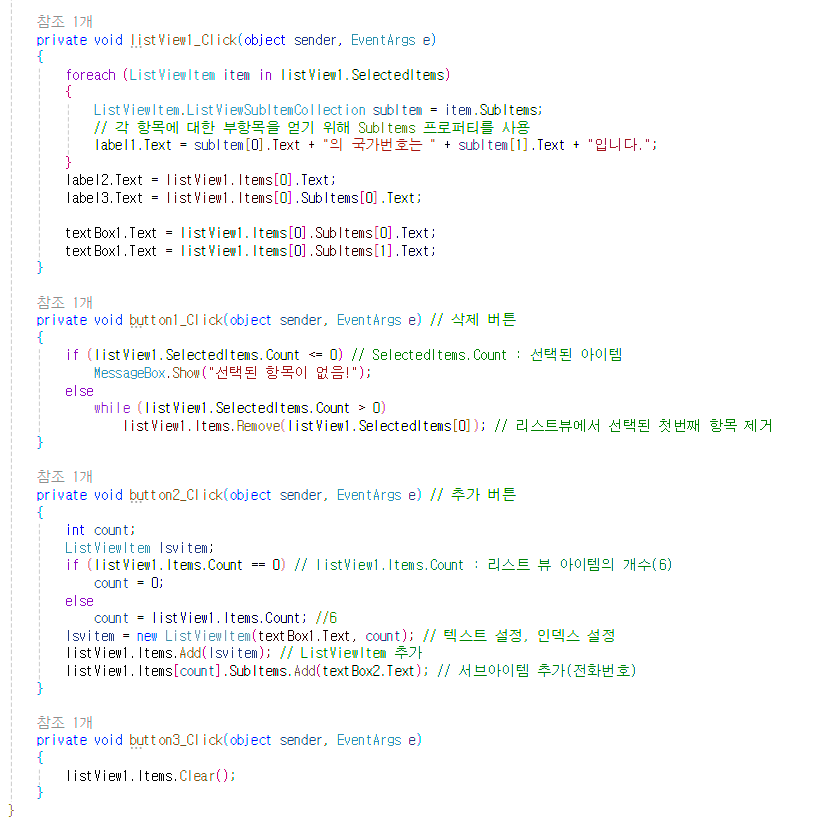 참조 1개
private void listView1_Click(object sender, EventArgs e)
{
foreach (ListViewItem item in listView1.SelectedItems)
{
ListViewItem.ListViewSubItemCollection subItem = item.SubItems;
// 각 항목에 대한 부항목을 얻기 위해 SubItems 프로퍼티를 사용
label1.Text = subItem[0].Text + "의 국가번호는 " + subItem[1].Text + "입니다.";
}
label2.Text = listView1.Items[0].Text;
label3.Text = listView1.Items[0].SubItems[0].Text;
textBox1.Text = listView1.Items[0].SubItems[0].Text;
textBox1.Text = listView1.Items[0].SubItems[1].Text;
}
참조 1개
private void button1_Click(object sender, EventArgs e) // 삭제 버튼
{
if (listView1.SelectedItems.Count <= 0) // SelectedItems.Count : 선택된 아이템
MessageBox.Show("선택된 항목이 없음!");
else
while (listView1.SelectedItems.Count > 0)
listView1.Items.Remove(listView1.SelectedItems[0]); // 리스트뷰에서 선택된 첫번째 항목 제거
}
참조 1개
private void button2_Click(object sender, EventArgs e) // 추가 버튼
{
int count;
ListViewItem lsvitem;
if (listView1.Items.Count == 0) // listView1.Items.Count : 리스트 뷰 아이템의 개수(6)
count = 0;
else
count = listView1.Items.Count; //6
lsvitem = new ListViewItem(textBox1.Text, count); // 텍스트 설정, 인덱스 설정
listView1.Items.Add(lsvitem); // ListViewItem 추가
listView1.Items[count].SubItems.Add(textBox2.Text); // 서브아이템 추가(전화번호)
}
참조 1개
private void button3_Click(object sender, EventArgs e)
{
listView1.Items.Clear();
}
}